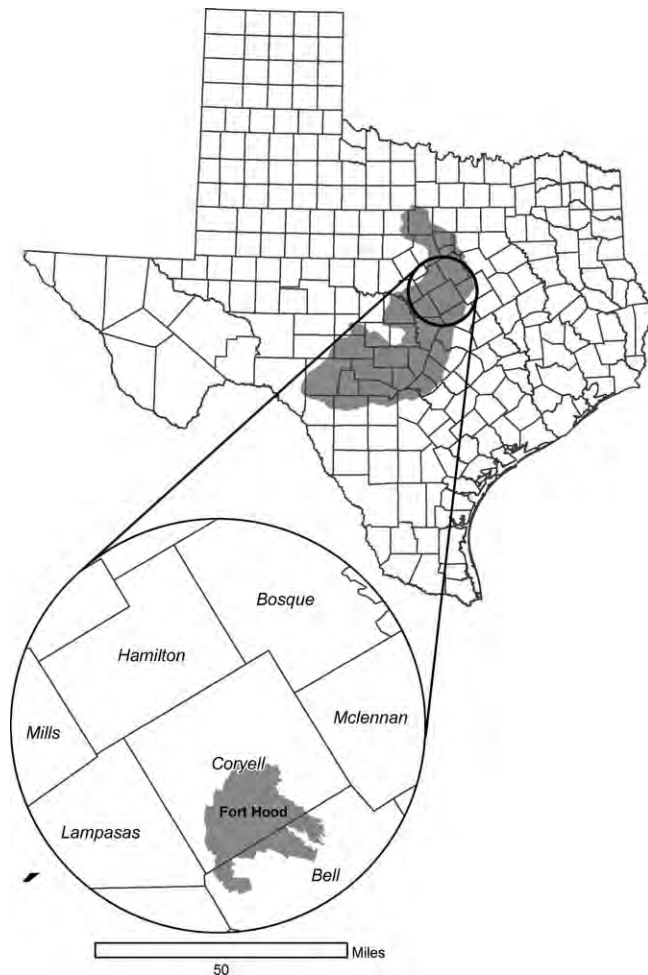 Bosque
Hamilton
Mclennan
Mills
Coryell
Fort Hood
Lampasas
Bell
Miles
50